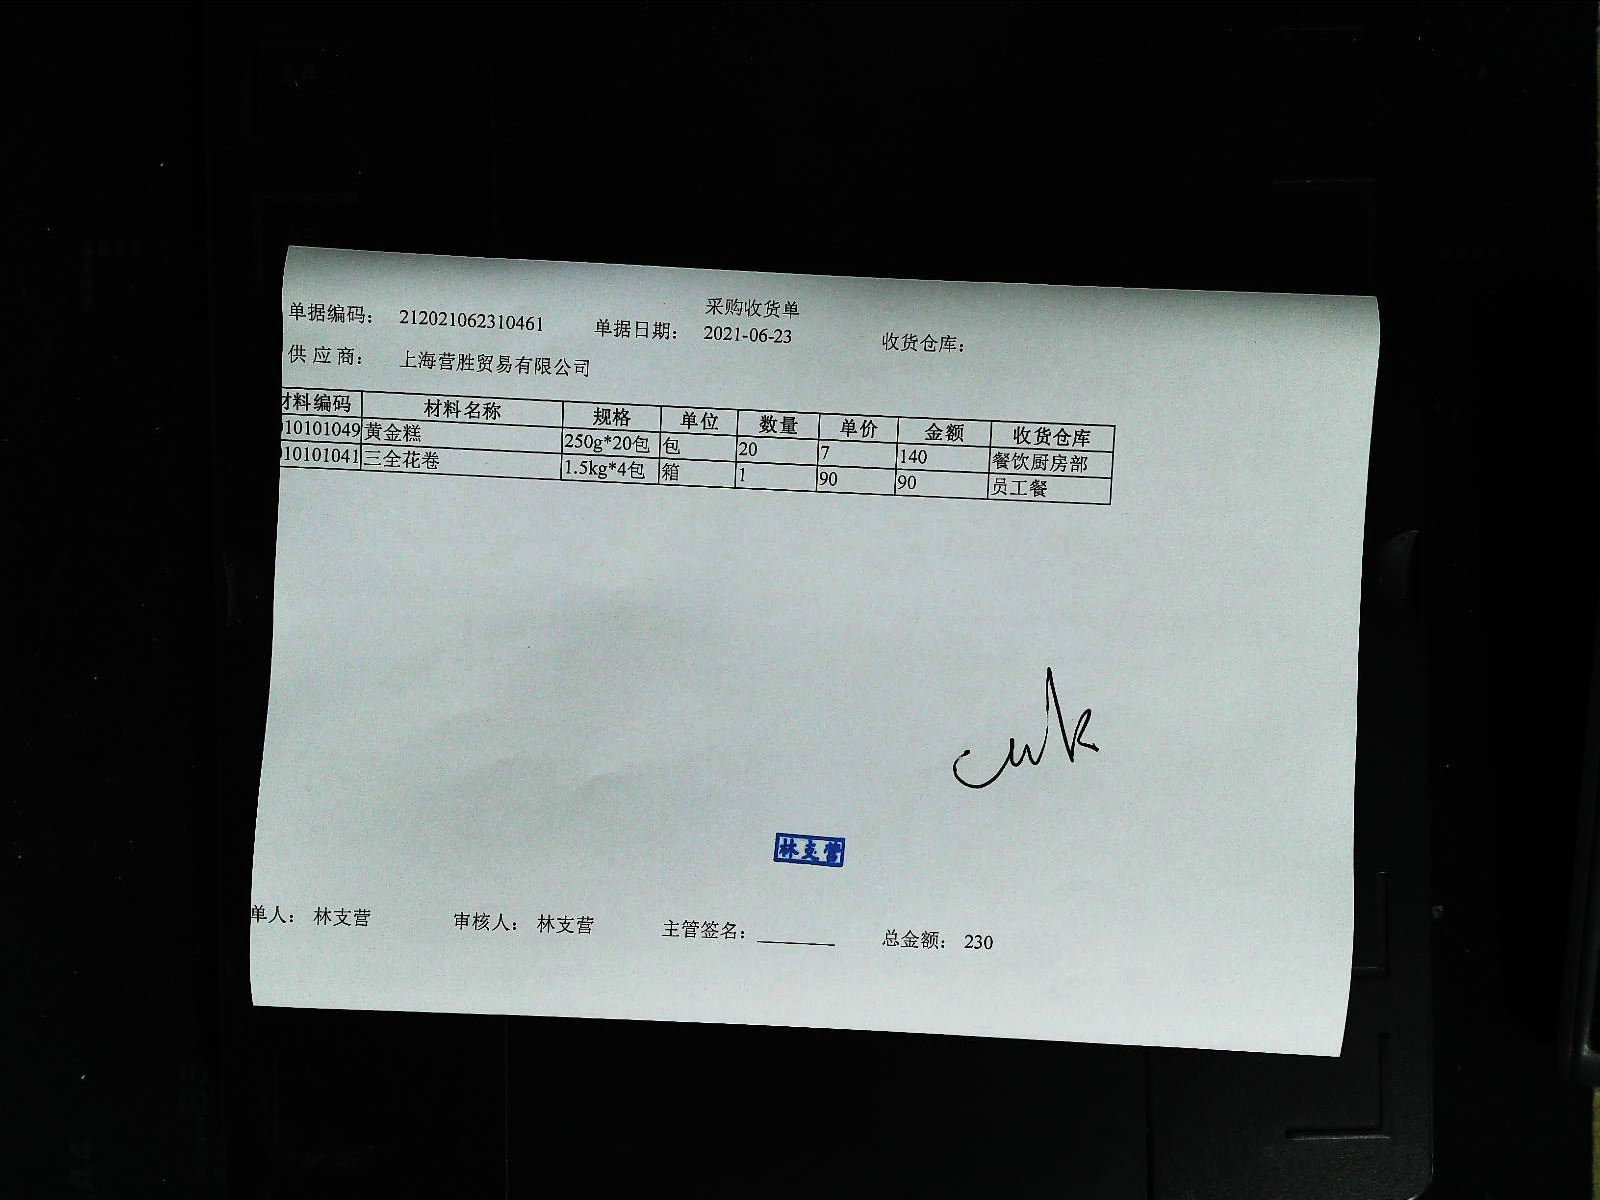 采购收货单
单据编码： 212021062310461 单据日期： 2021-06-23 收货仓库：
供 应 商： 上海营胜贸易有限公司
材料编码 材料名称 规格 单位 数量 单价 金额 收货仓库
10101049 黄金糕 250g*20包 包 20 7 140 餐饮厨房部
10101041 三全花卷 1.5kg*4包 箱 1 90 90 员工餐
林支营
单人： 林支营 审核人： 林支营 主管签名： 总金额： 230